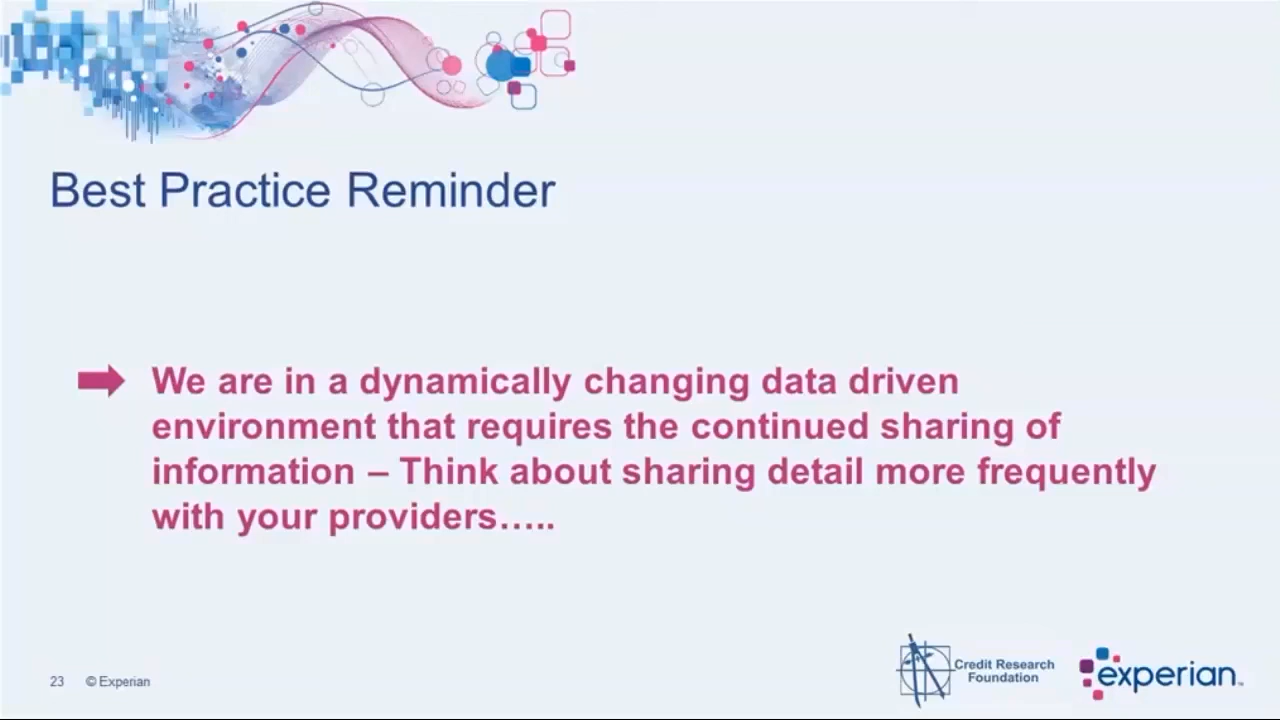 Best Practice Reminder
We are in a dynamically changing data driven
environment that requires the continued sharing of
information – Think about sharing detail more frequently
with your providers…..
23 © Experian
Credit Research
Foundation
experian™